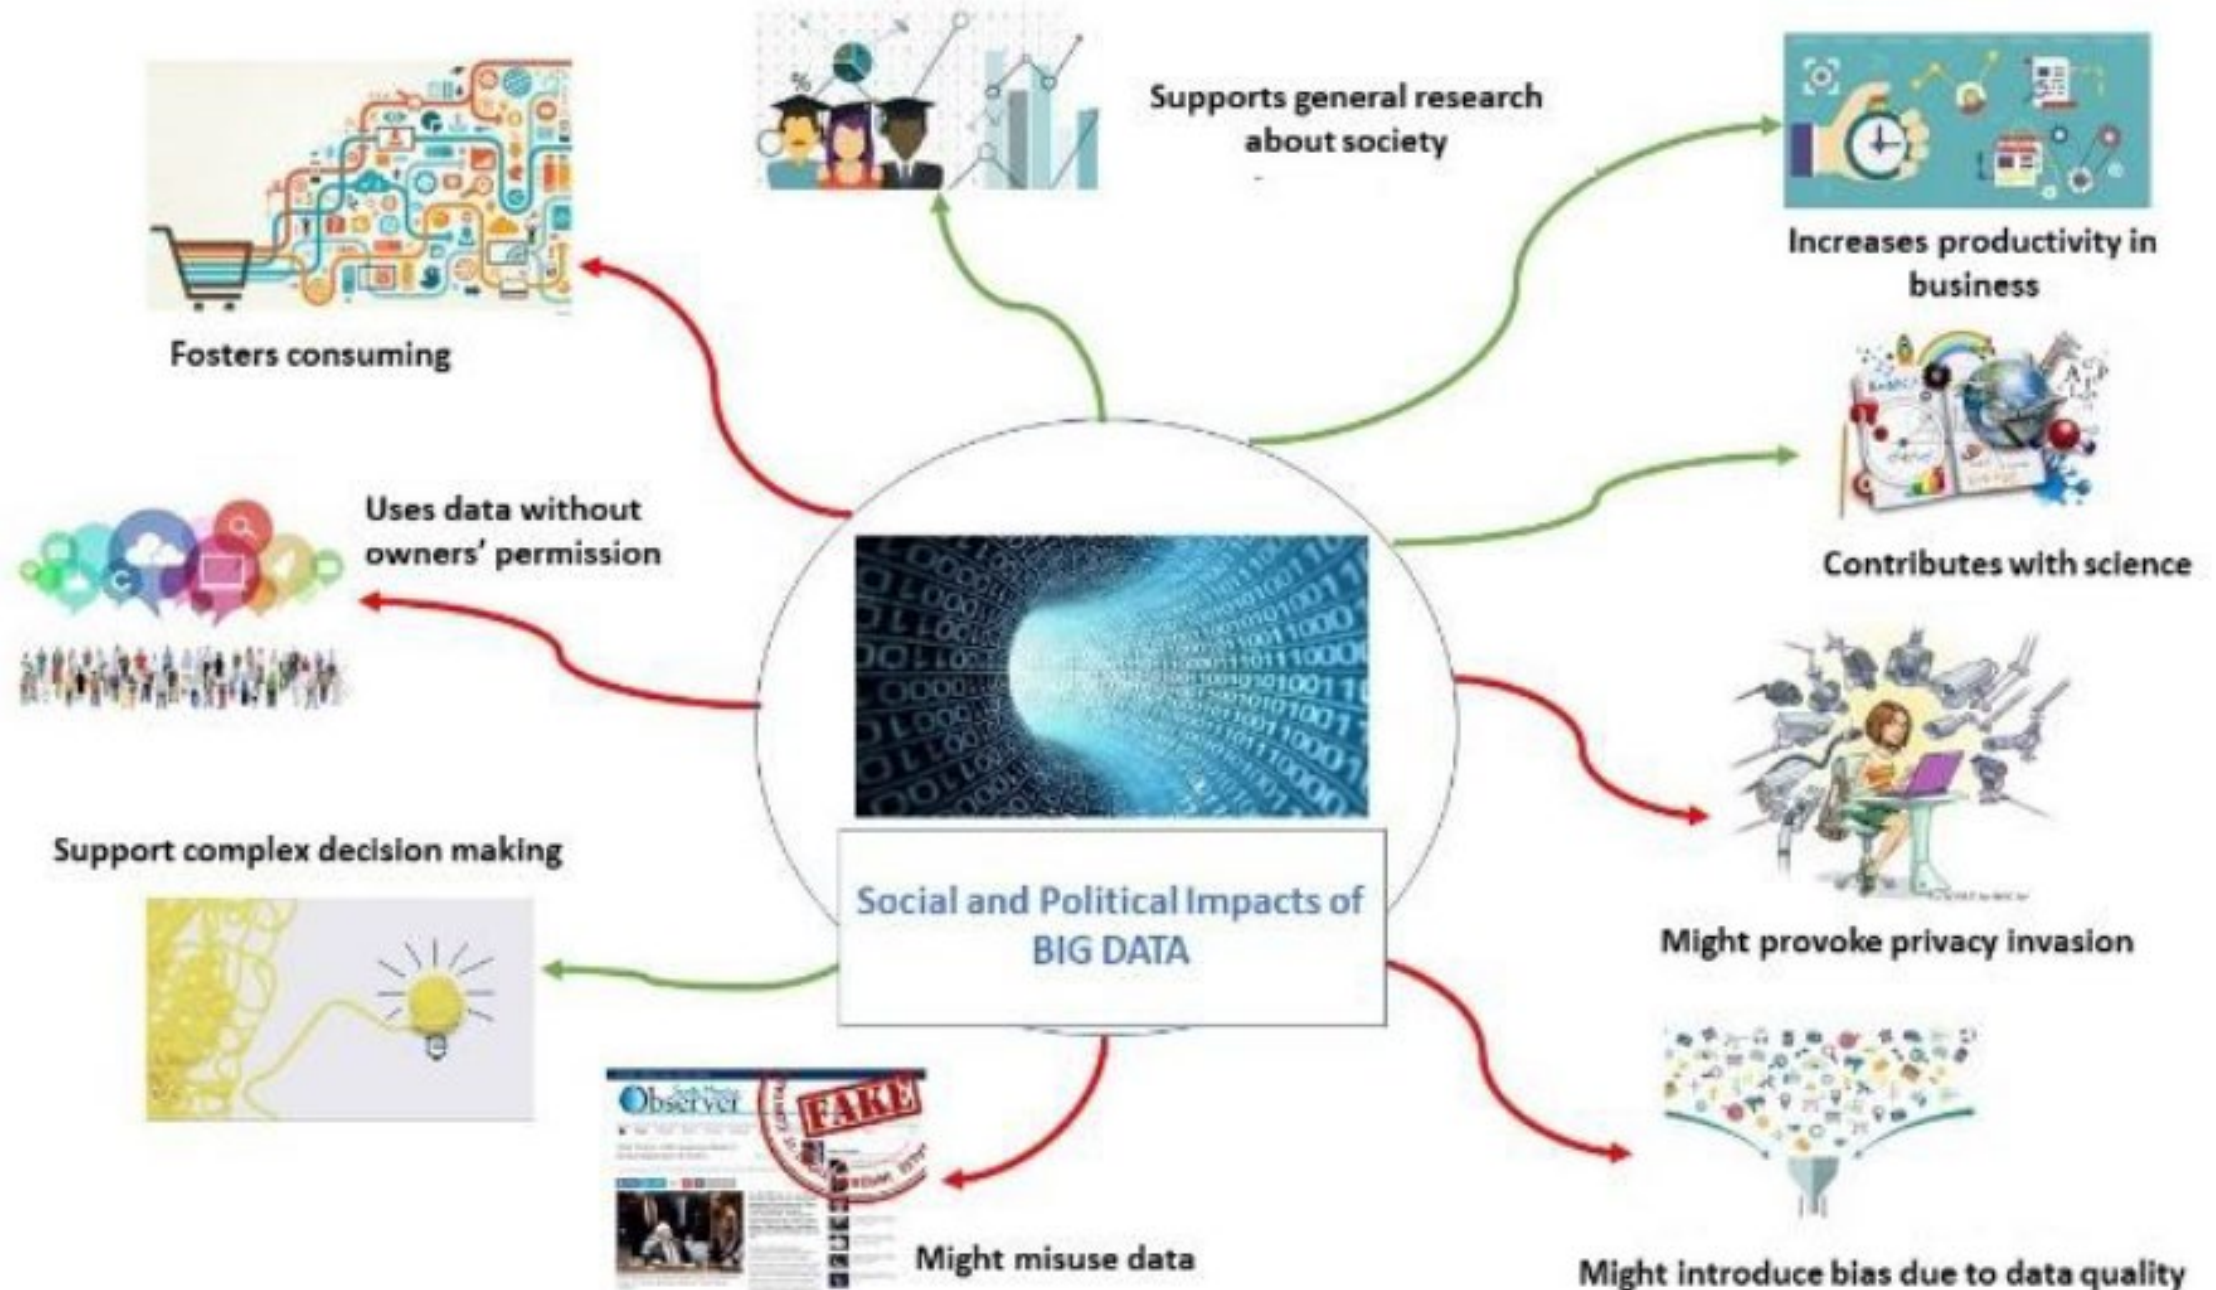 Supports general research
about society
Increases productivity in
business
Fosters consuming
Uses data without
owners' permission
Contributes with science
Support complex decision making
Social and Political Impacts of
BIG DATA
Might provoke privacy invasion
Observer
FAKE
Might misuse data
Might introduce bias due to data quality